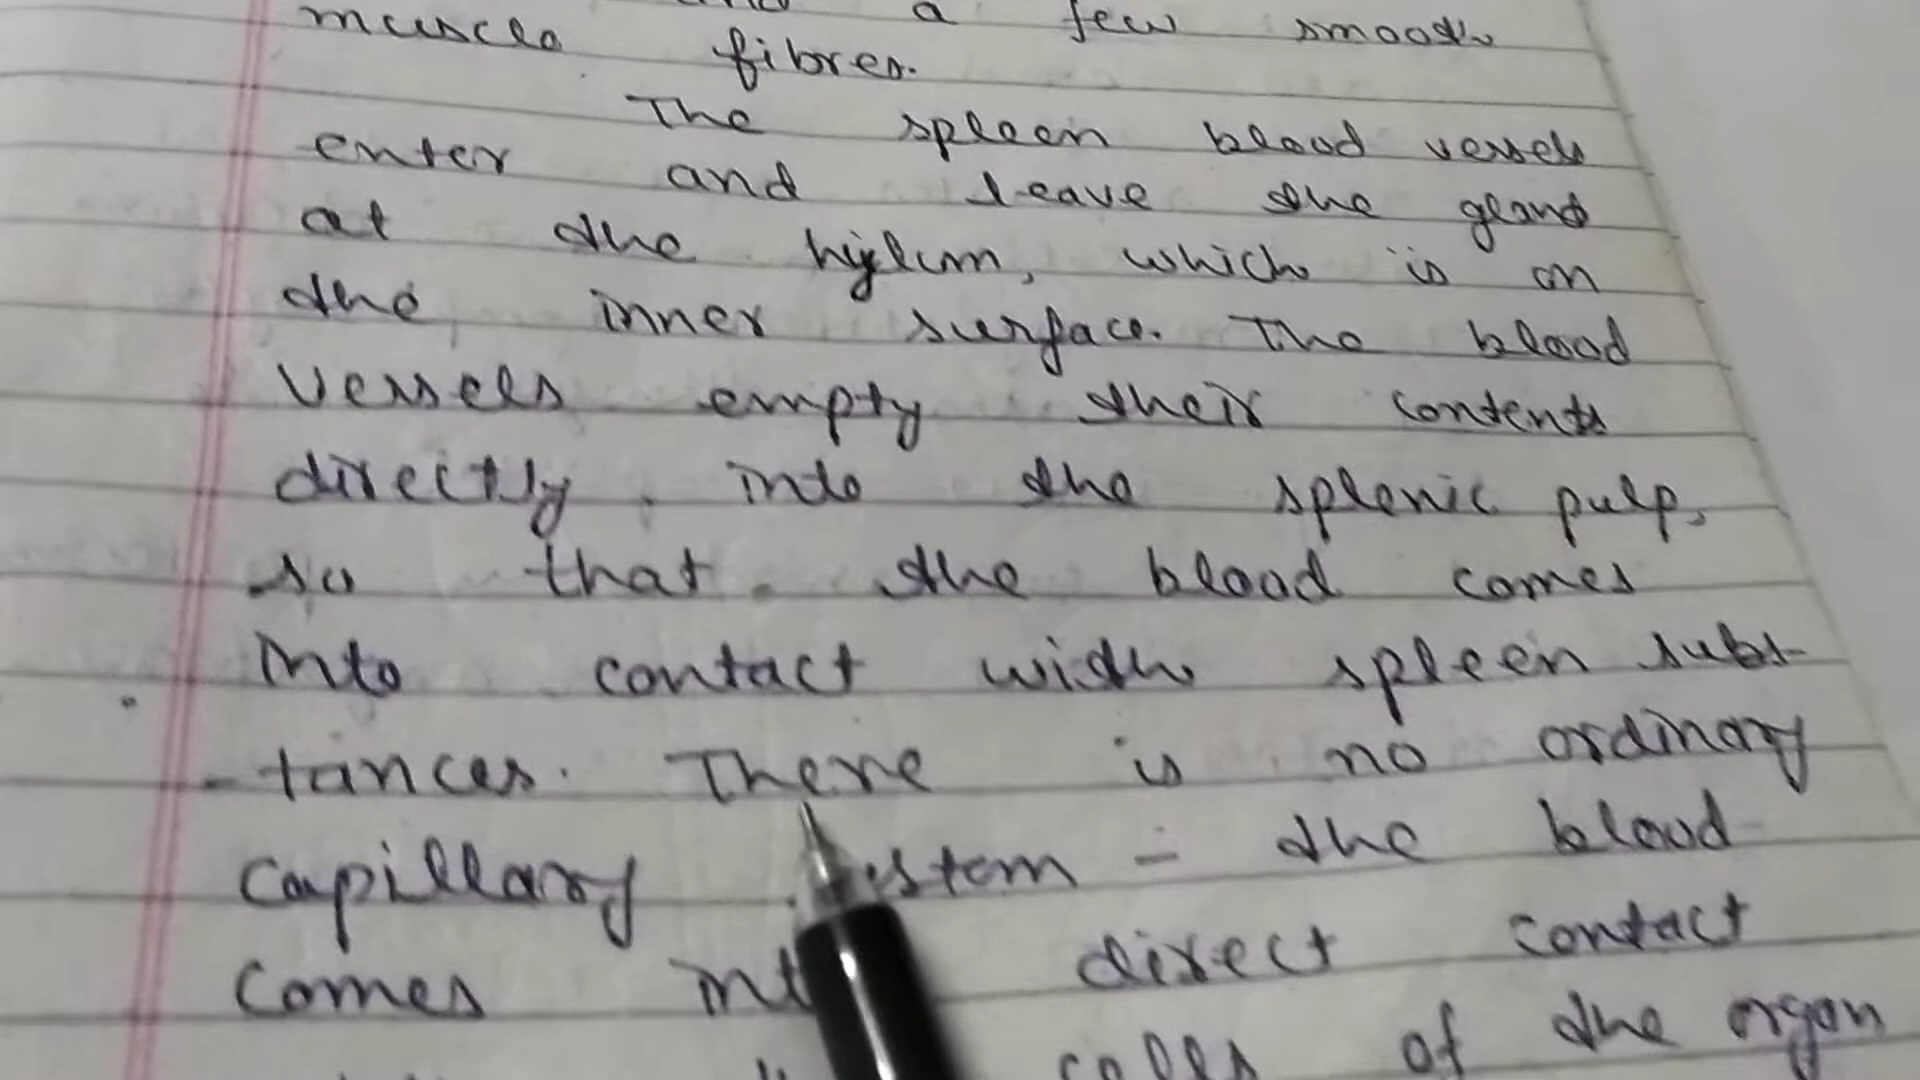 a few smooth
muscle fibres.
The spleen blood vessels
enter and leave the gland
at the hylum, which is on
the inner surface. The blood
vessels empty their contents
directly into the splenic pulp,
so that the blood comes
into contact with spleen subs-
-tances. There is no ordinary
capillary stem - the blood
comes int direct contact
cells of the organ